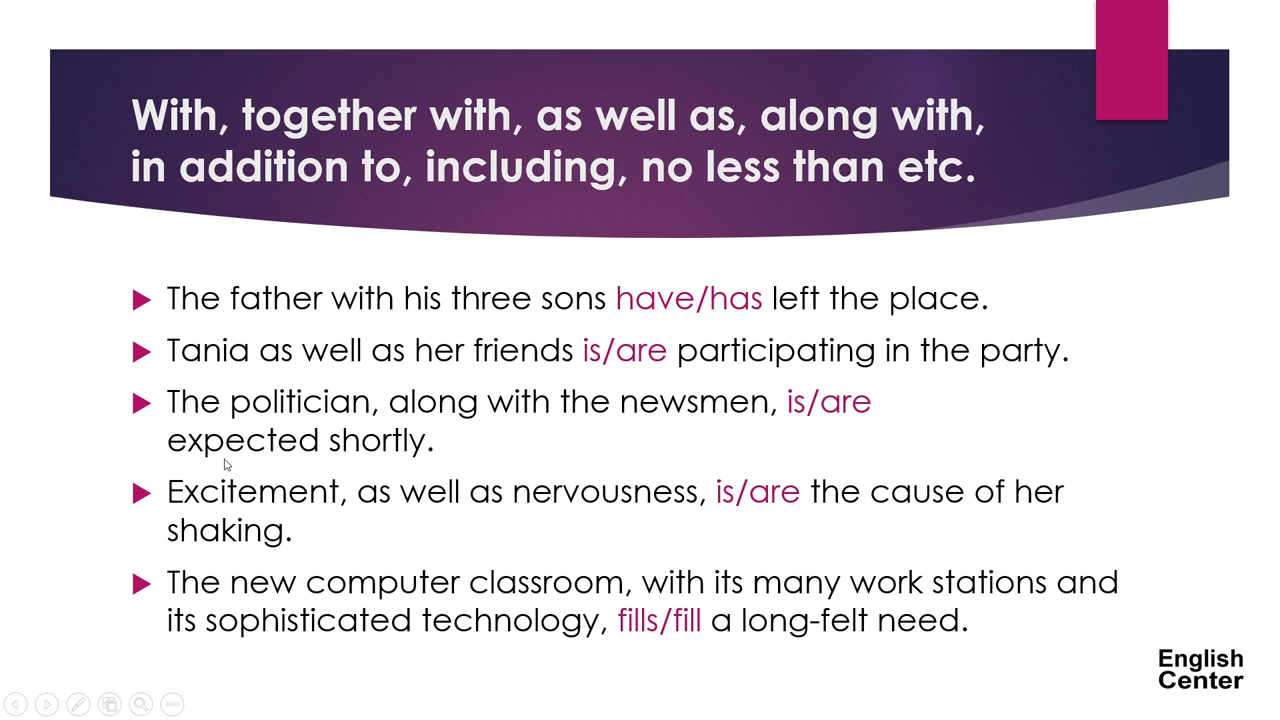 With, together with, as well as, along with,
in addition to, including, no less than etc.
The father with his three sons have/has left the place.
Tania as well as her friends is/are participating in the party.
The politician, along with the newsmen, is/are
expected shortly.
Excitement, as well as nervousness, is/are the cause of her
shaking.
The new computer classroom, with its many work stations and
its sophisticated technology, fills/fill a long-felt need.
English
Center